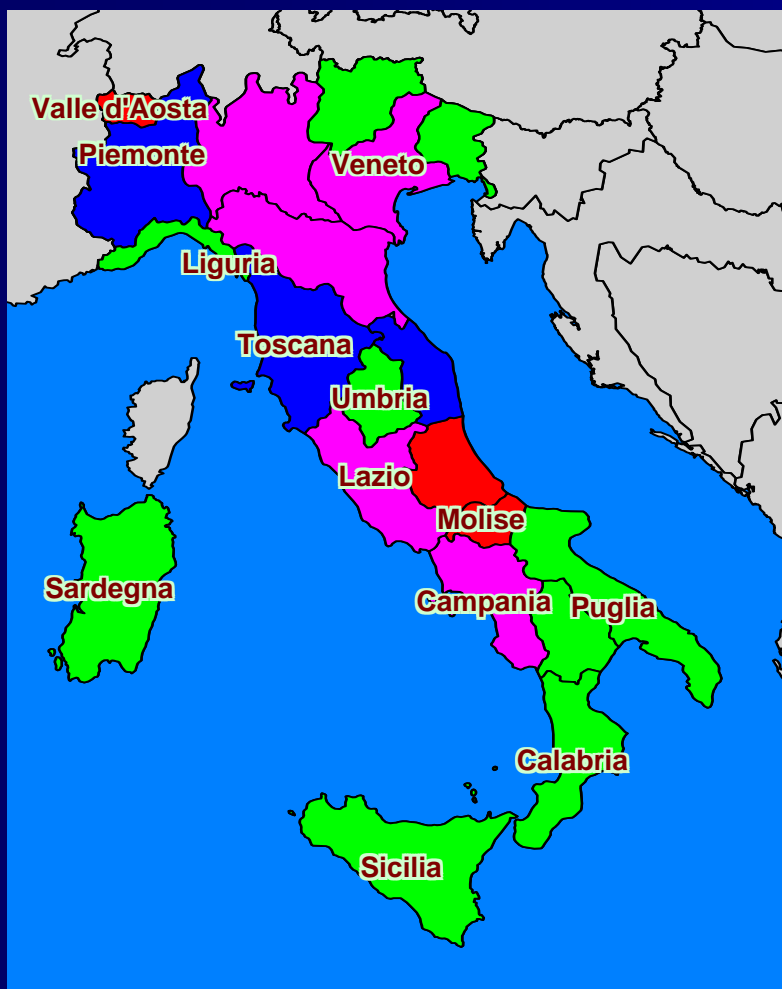 Valle d'Aosta
Piemonte
Veneto
Liguria
Toscana
Umbria
Lazio
Molise
Sardegna
Campania
Puglia
Calabria
Sicilia